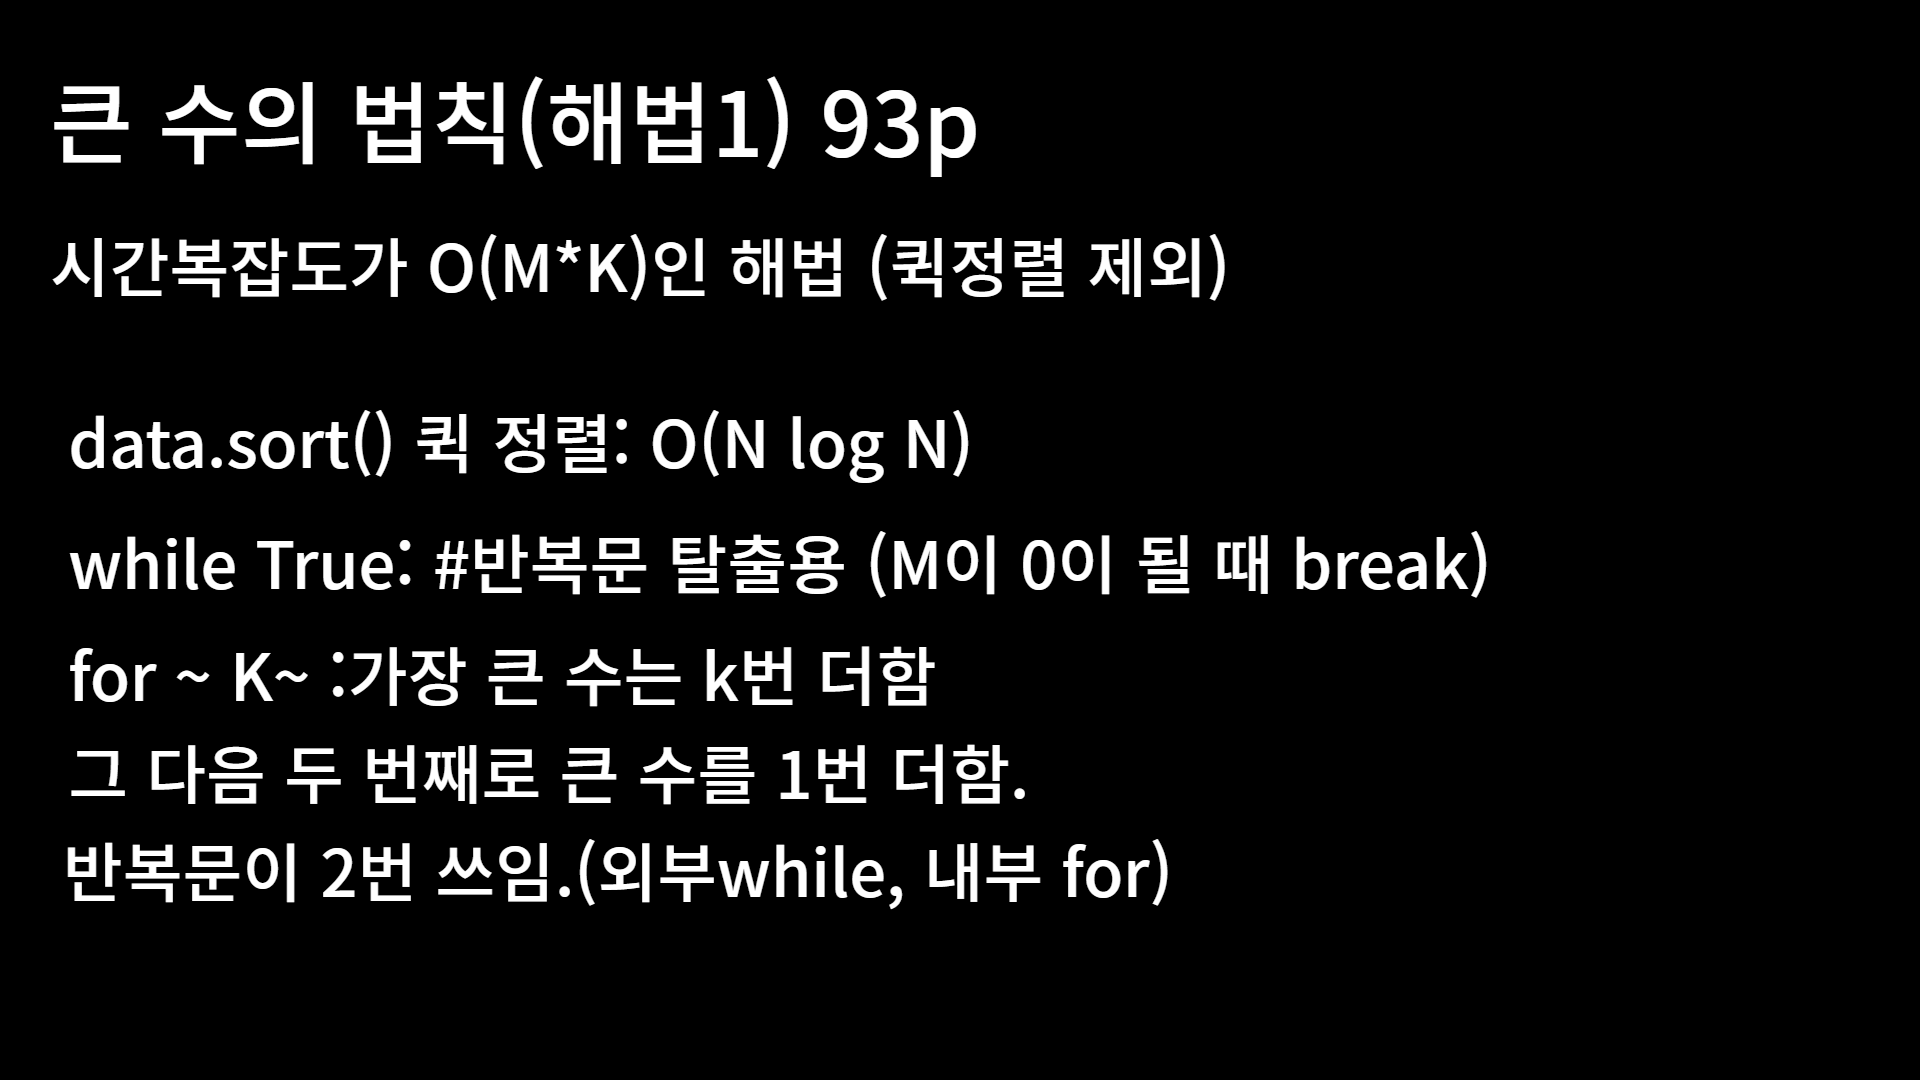 큰 수의 법칙(해법1) 93p
시간복잡도가 O(M*K)인 해법 (퀵정렬 제외)
data.sort() 퀵 정렬: O(N log N)
while True: #반복문 탈출용 (M이 0이 될 때 break)
for ~ K~ :가장 큰 수는 k번 더함
그 다음 두 번째로 큰 수를 1번 더함.
반복문이 2번 쓰임.(외부while, 내부 for)